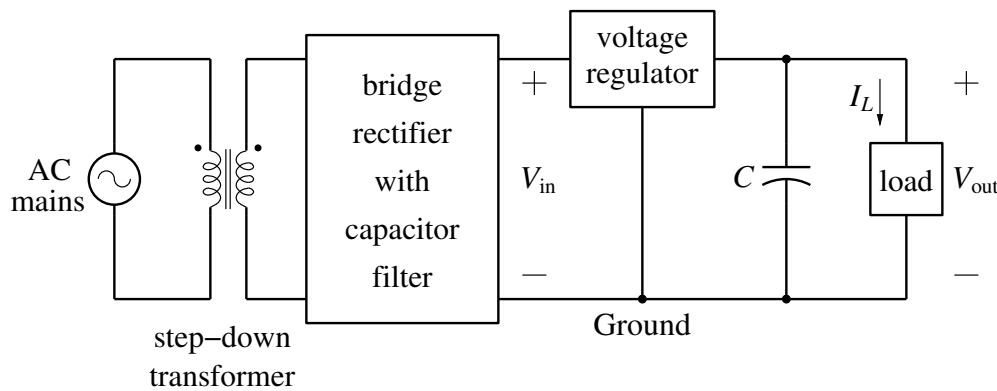 AC
mains
step−down
transformer
bridge
rectifier
with
capacitor
filter
+
V_in
−
voltage
regulator
Ground
C
I_L
load
+
V_out
−